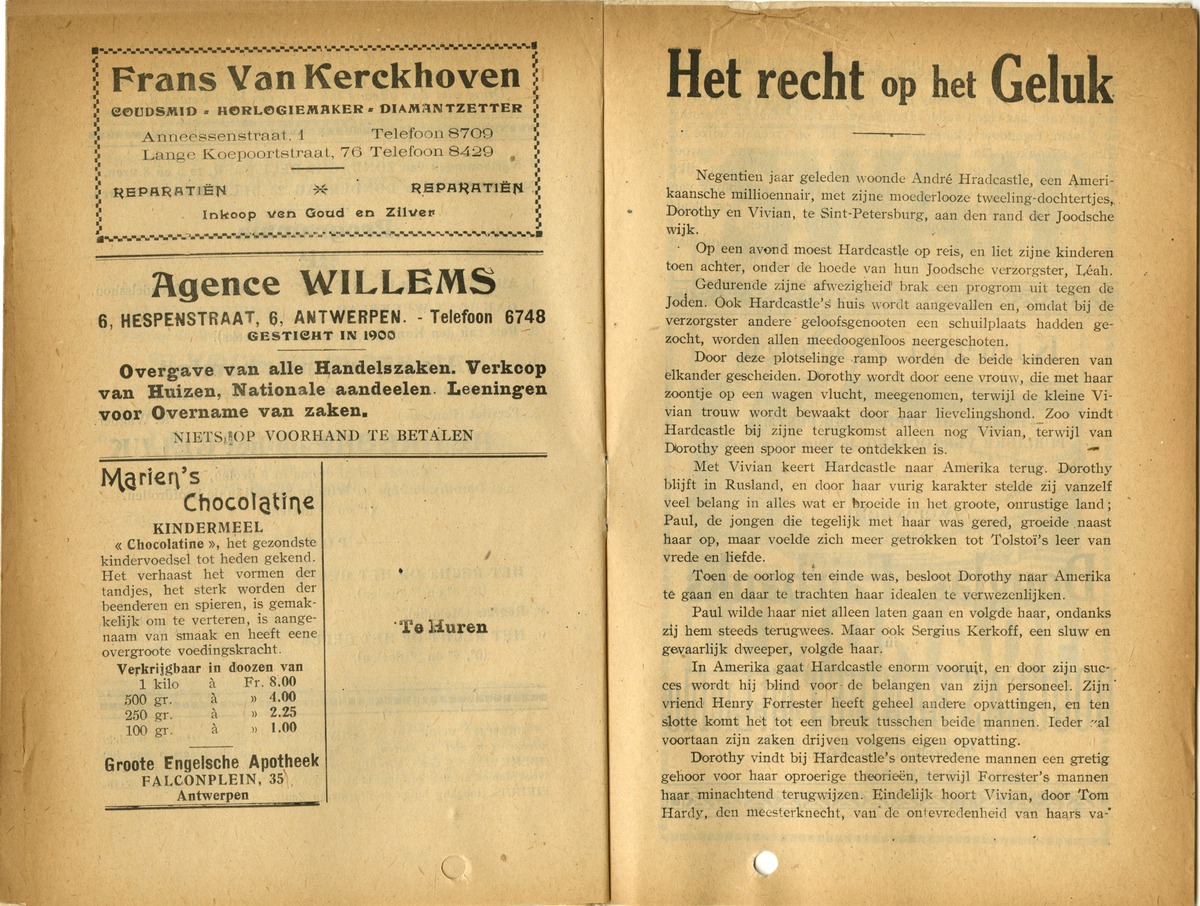 Frans Van Kerckhoven
GOUDSMID - HORLOGIEMAKER - DIAMANTZETTER
Anneessenstraat, 1 Telefoon 8709
Lange Koepoortstraat, 76 Telefoon 8429
REPARATIËN REPARATIËN
Inkoop ven Goud en Zilver
Agence WILLEMS
6, HESPENSTRAAT, 6, ANTWERPEN. - Telefoon 6748
GESTICHT IN 1900
Overgave van alle Handelszaken. Verkoop
van Huizen, Nationale aandeelen. Leeningen
voor Overname van zaken.
NIETS OP VOORHAND TE BETALEN
Marien's
Chocolatine
KINDERMEEL
« Chocolatine », het gezondste
kindervoedsel tot heden gekend.
Het verhaast het vormen der
tandjes, het sterk worden der
beenderen en spieren, is gemak-
kelijk om te verteren, is aange-
naam van smaak en heeft eene
overgroote voedingskracht.
Verkrijgbaar in doozen van
1 kilo à Fr. 8.00
500 gr. à » 4.00
250 gr. à » 2.25
100 gr. à » 1.00
Groote Engelsche Apotheek
FALCONPLEIN, 35
Antwerpen
Te Huren
Het recht op het Geluk
Negentien jaar geleden woonde André Hradcastle, een Ameri-
kaansche millioennair, met zijne moederlooze tweeling-dochtertjes,
Dorothy en Vivian, te Sint-Petersburg, aan den rand der Joodsche
wijk.
Op een avond moest Hardcastle op reis, en liet zijne kinderen
toen achter, onder de hoede van hun Joodsche verzorgster, Léah.
Gedurende zijne afwezigheid brak een progrom uit tegen de
Joden. Ook Hardcastle's huis wordt aangevallen en, omdat bij de
verzorgster andere geloofsgenooten een schuilplaats hadden ge-
zocht, worden allen meedoogenloos neergeschoten.
Door deze plotselinge ramp worden de beide kinderen van
elkander gescheiden. Dorothy wordt door eene vrouw, die met haar
zoontje op een wagen vlucht, meegenomen, terwijl de kleine Vi-
vian trouw wordt bewaakt door haar lievelingshond. Zoo vindt
Hardcastle bij zijne terugkomst alleen nog Vivian, terwijl van
Dorothy geen spoor meer te ontdekken is.
Met Vivian keert Hardcastle naar Amerika terug. Dorothy
blijft in Rusland, en door haar vurig karakter stelde zij vanzelf
veel belang in alles wat er broeide in het groote, onrustige land ;
Paul, de jongen die tegelijk met haar was gered, groeide naast
haar op, maar voelde zich meer getrokken tot Tolstoï's leer van
vrede en liefde.
Toen de oorlog ten einde was, besloot Dorothy naar Amerika
te gaan en daar te trachten haar idealen te verwezenlijken.
Paul wilde haar niet alleen laten gaan en volgde haar, ondanks
zij hem steeds terugwees. Maar ook Sergius Kerkoff, een sluw en
gevaarlijk dweeper, volgde haar.
In Amerika gaat Hardcastle enorm vooruit, en door zijn suc-
ces wordt hij blind voor de belangen van zijn personeel. Zijn
vriend Henry Forrester heeft geheel andere opvattingen, en ten
slotte komt het tot een breuk tusschen beide mannen. Ieder zal
voortaan zijn zaken drijven volgens eigen opvatting.
Dorothy vindt bij Hardcastle's ontevredene mannen een gretig
gehoor voor haar oproerige theorieën, terwijl Forrester's mannen
haar minachtend terugwijzen. Eindelijk hoort Vivian, door Tom
Hardy, den meesterknecht, van de ontevredenheid van haars va-